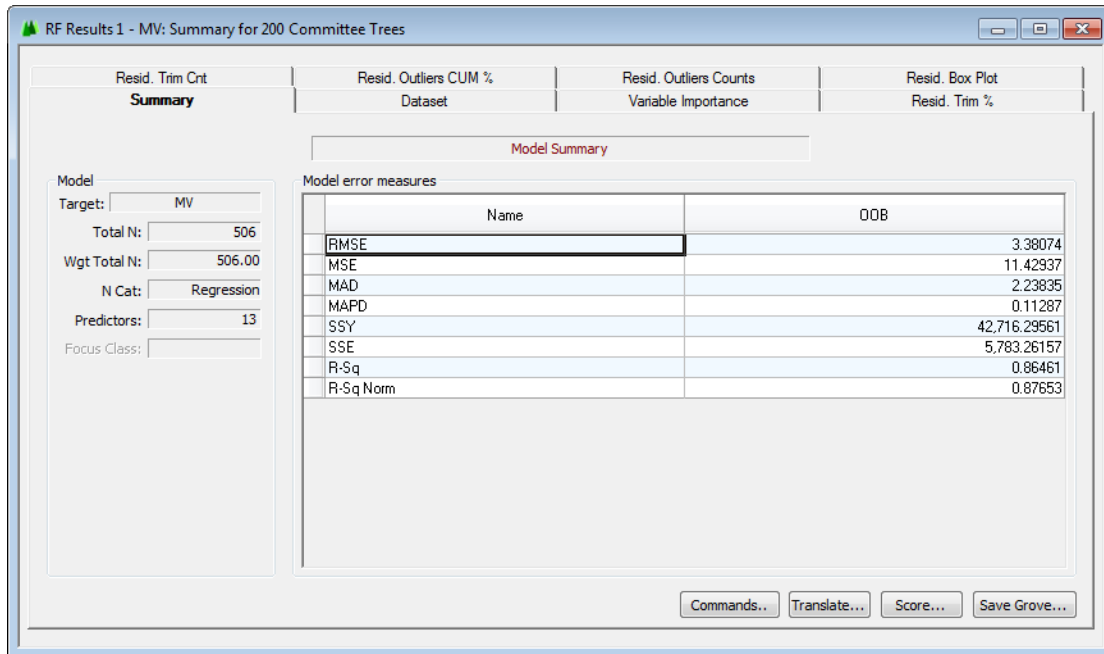 RF Results 1 - MV: Summary for 200 Committee Trees
Resid. Trim Cnt Resid. Outliers CUM % Resid. Outliers Counts Resid. Box Plot
Summary Dataset Variable Importance Resid. Trim %
Model Summary
Model
Target: MV
Total N: 506
Wgt Total N: 506.00
N Cat: Regression
Predictors: 13
Focus Class:
Model error measures
Name OOB
RMSE 3.38074
MSE 11.42937
MAD 2.23835
MAPD 0.11287
SSY 42,716.29561
SSE 5,783.26157
R-Sq 0.86461
R-Sq Norm 0.87653
Commands.. Translate... Score... Save Grove...